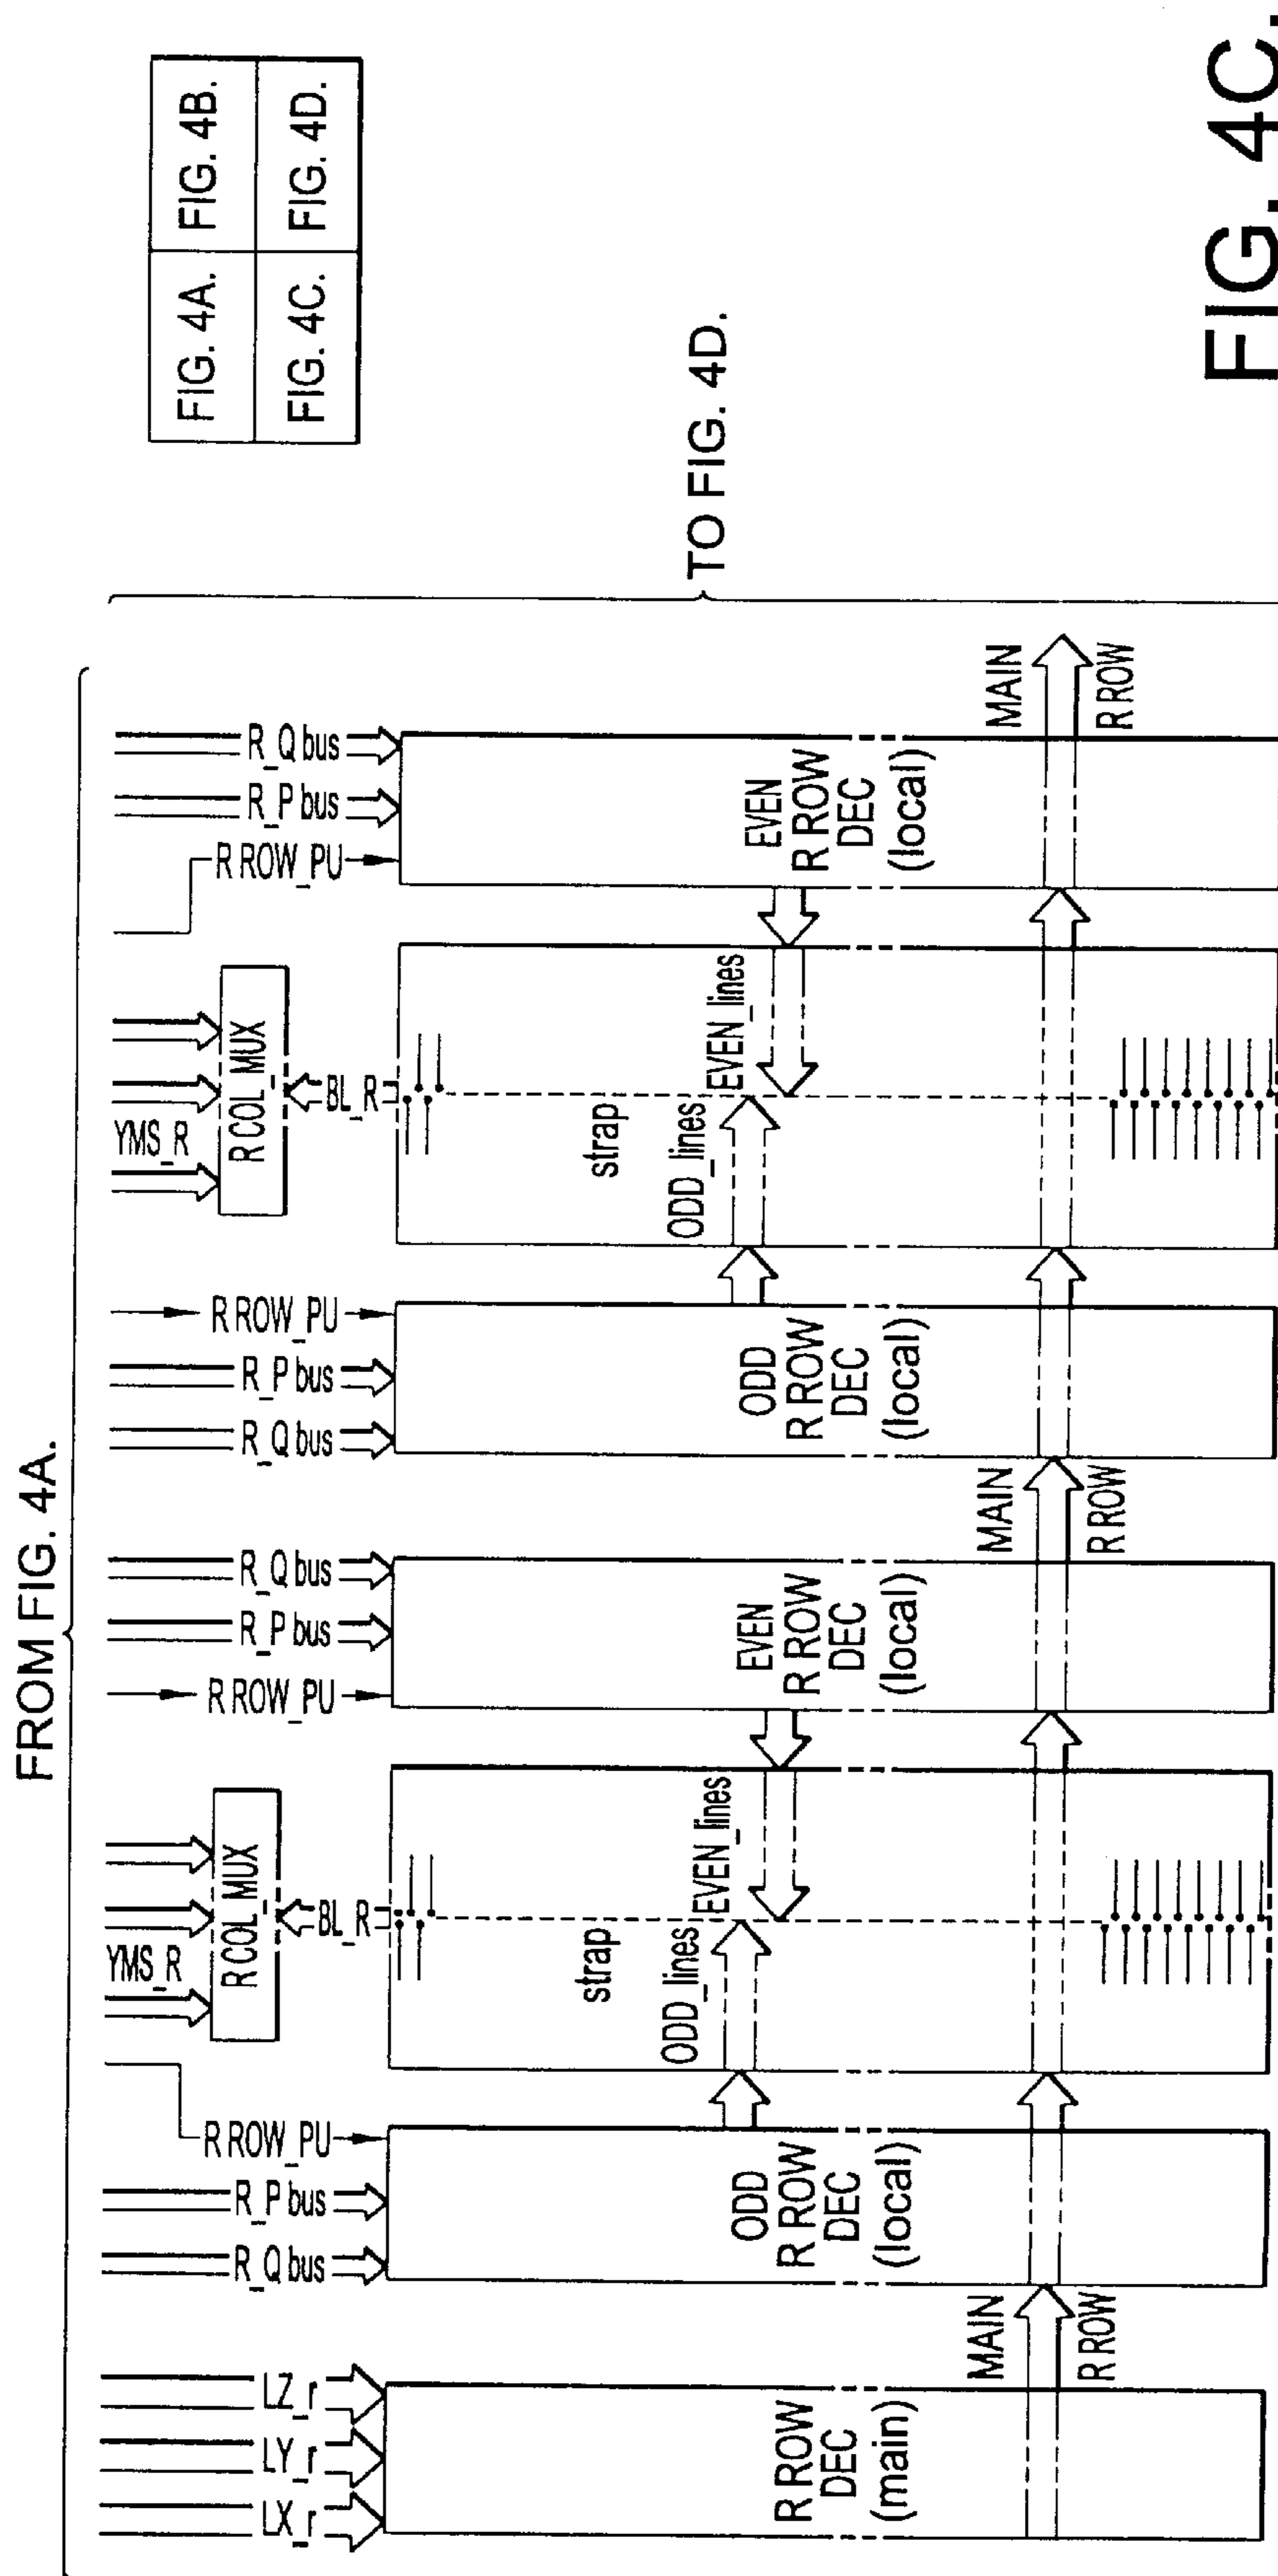 FROM FIG. 4A.
FIG. 4A.
FIG. 4B.
FIG. 4C.
FIG. 4D.
LX_r
LY_r
LZ_r
R_Q bus
R_P bus
R ROW_PU
YMS_R
R COL_MUX
BL_R
R ROW_PU
R_P bus
R_Q bus
R_Q bus
R_P bus
R ROW_PU
YMS_R
R COL_MUX
BL_R
R ROW_PU
R_P bus
R_Q bus
R ROW
DEC
(main)
ODD
R ROW
DEC
(local)
strap
ODD_lines
EVEN_lines
EVEN
R ROW
DEC
(local)
ODD
R ROW
DEC
(local)
strap
ODD_lines
EVEN_lines
EVEN
R ROW
DEC
(local)
TO FIG. 4D.
MAIN
R ROW
MAIN
R ROW
MAIN
R ROW
FIG. 4C.